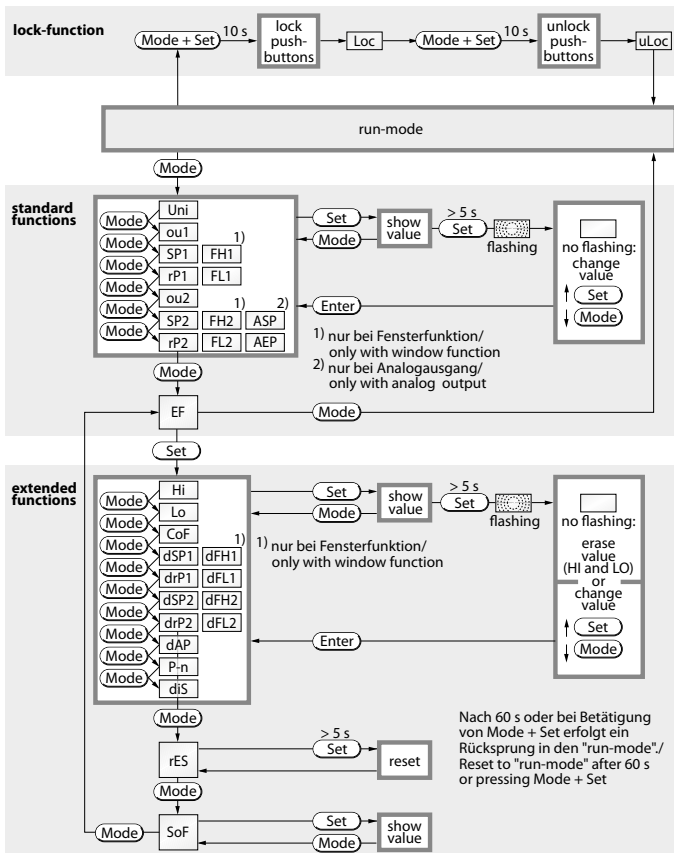 lock-function
Mode + Set
10 s
lock
push-
buttons
Loc
Mode + Set
10 s
unlock
push-
buttons
uLoc
run-mode
Mode
standard
functions
Mode
Mode
Mode
Mode
Mode
Mode
Uni
ou1
1)
SP1 FH1
rP1 FL1
ou2
1) 2)
SP2 FH2 ASP
rP2 FL2 AEP
Set
Mode
show
value
> 5 s
Set
flashing
no flashing:
change
value
Set
Mode
Enter
1) nur bei Fensterfunktion/
only with window function
2) nur bei Analogausgang/
only with analog output
Mode
EF
Mode
Set
extended
functions
Mode
Mode
Mode
Mode
Mode
Mode
Mode
Mode
Mode
Hi
Lo
CoF
1)
dSP1 dFH1
drP1 dFL1
dSP2 dFH2
drP2 dFL2
dAP
P-n
diS
Set
Mode
show
value
> 5 s
Set
flashing
no flashing:
erase
value
(HI and LO)
or
change
value
Set
Mode
1) nur bei Fensterfunktion/
only with window function
Enter
Mode
rES
> 5 s
Set
reset
Mode
SoF
Mode
Set
Mode
show
value
Nach 60 s oder bei Betätigung
von Mode + Set erfolgt ein
Rücksprung in den "run-mode"./
Reset to "run-mode" after 60 s
or pressing Mode + Set